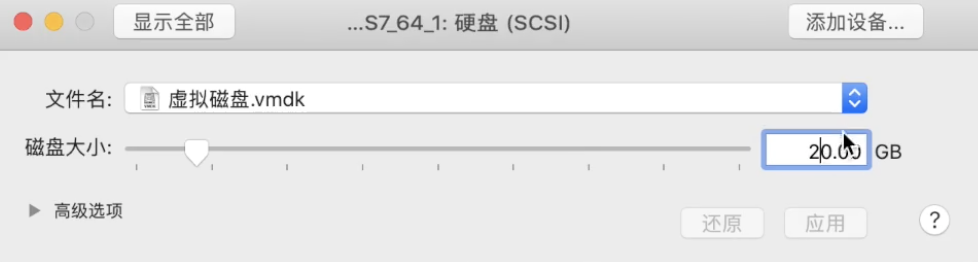 显示全部
...S7_64_1: 硬盘 (SCSI)
添加设备...
文件名:
虚拟磁盘.vmdk
磁盘大小:
20.00 GB
高级选项
还原
应用
?